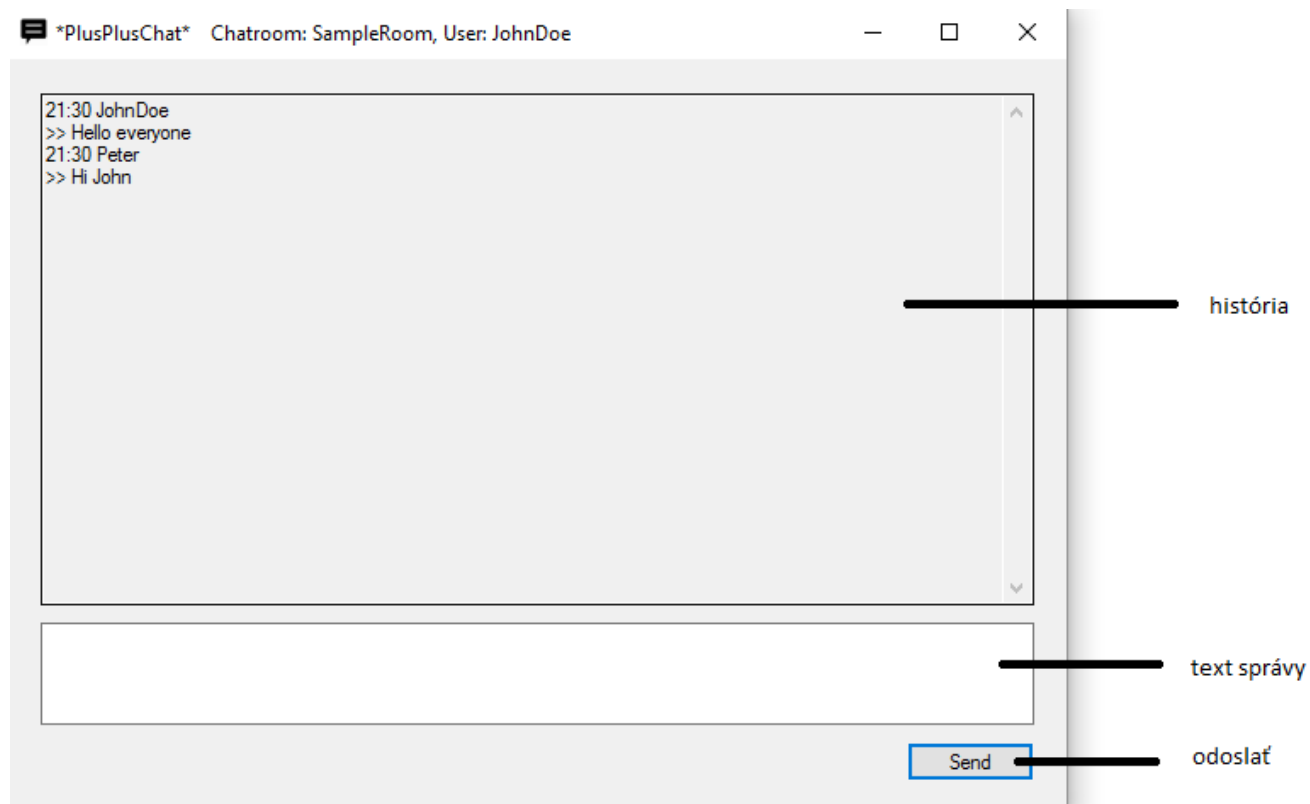 *PlusPlusChat* Chatroom: SampleRoom, User: JohnDoe
21:30 JohnDoe
>> Hello everyone
21:30 Peter
>> Hi John
história
text správy
Send
odoslať